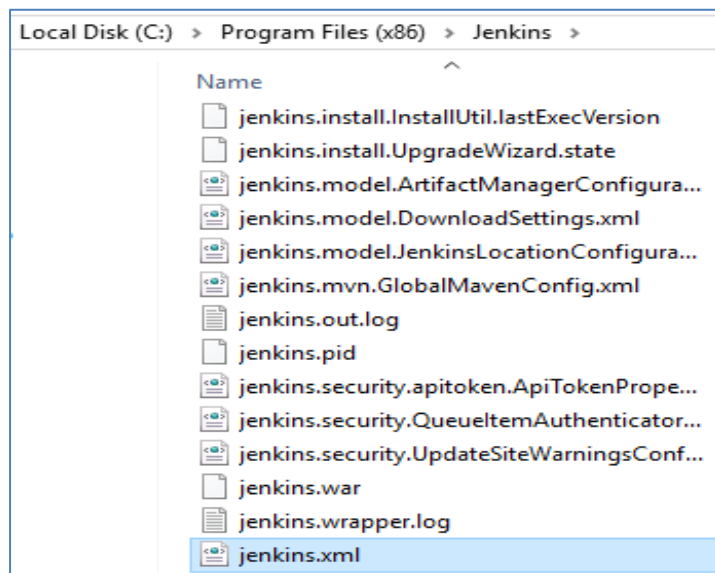 Local Disk (C:) > Program Files (x86) > Jenkins >
Name
jenkins.install.InstallUtil.lastExecVersion
jenkins.install.UpgradeWizard.state
jenkins.model.ArtifactManagerConfigura...
jenkins.model.DownloadSettings.xml
jenkins.model.JenkinsLocationConfigura...
jenkins.mvn.GlobalMavenConfig.xml
jenkins.out.log
jenkins.pid
jenkins.security.apitoken.ApiTokenPrope...
jenkins.security.QueueItemAuthenticator...
jenkins.security.UpdateSiteWarningsConf...
jenkins.war
jenkins.wrapper.log
jenkins.xml